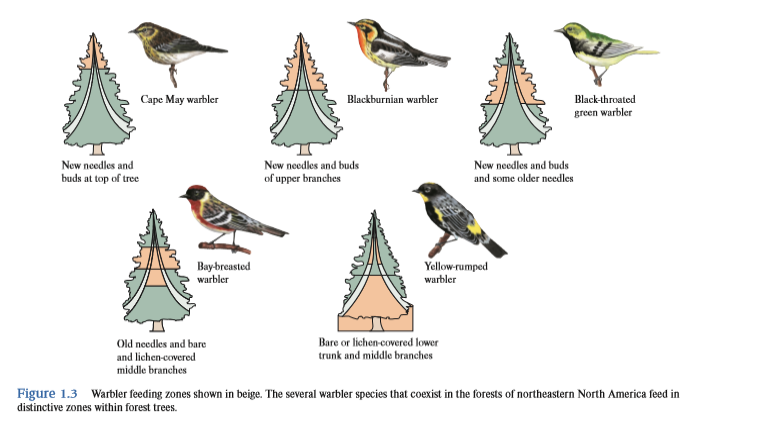 Cape May warbler
Blackburnian warbler
Black-throated
green warbler
New needles and
buds at top of tree
New needles and buds
of upper branches
New needles and buds
and some older needles
Bay-breasted
warbler
Yellow-rumped
warbler
Old needles and bare
and lichen-covered
middle branches
Bare or lichen-covered lower
trunk and middle branches
Figure 1.3 Warbler feeding zones shown in beige. The several warbler species that coexist in the forests of northeastern North America feed in
distinctive zones within forest trees.